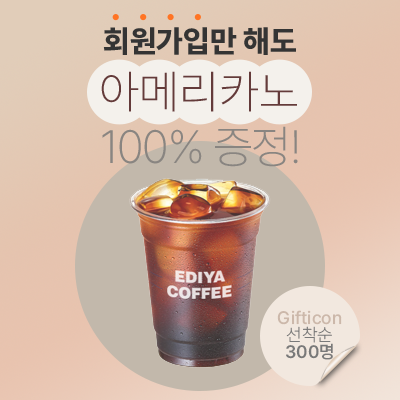 회원가입만 해도
아메리카노
100% 증정!
EDIYA
COFFEE
Gifticon
선착순
300명